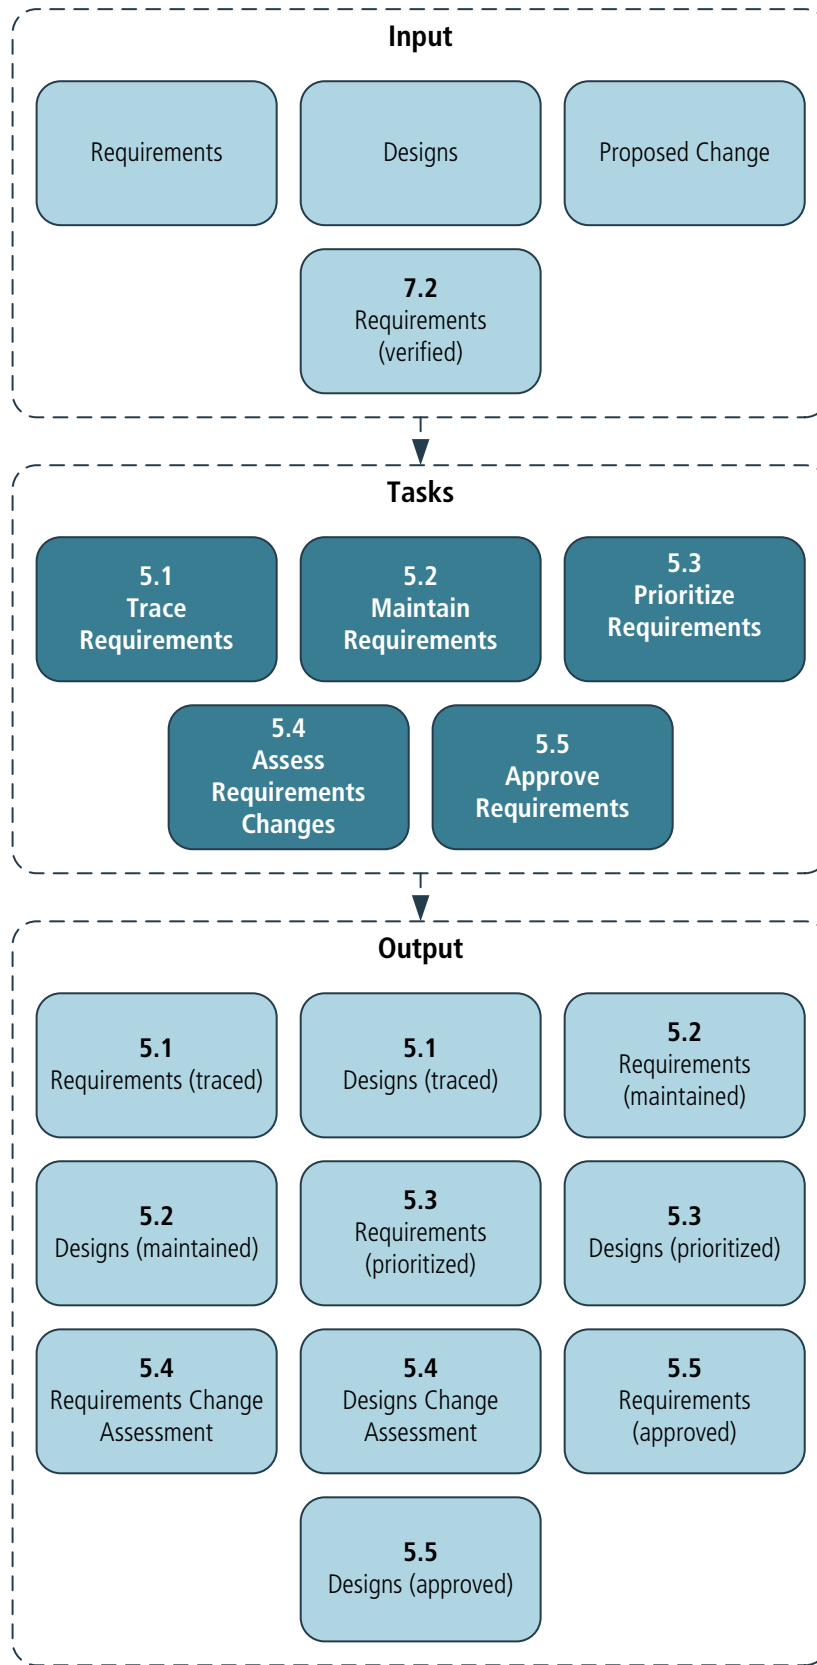 Input
Requirements
Designs
Proposed Change
7.2
Requirements
(verified)
Tasks
5.1
Trace
Requirements
5.2
Maintain
Requirements
5.3
Prioritize
Requirements
5.4
Assess
Requirements
Changes
5.5
Approve
Requirements
Output
5.1
Requirements (traced)
5.1
Designs (traced)
5.2
Requirements
(maintained)
5.2
Designs (maintained)
5.3
Requirements
(prioritized)
5.3
Designs (prioritized)
5.4
Requirements Change
Assessment
5.4
Designs Change
Assessment
5.5
Requirements
(approved)
5.5
Designs (approved)